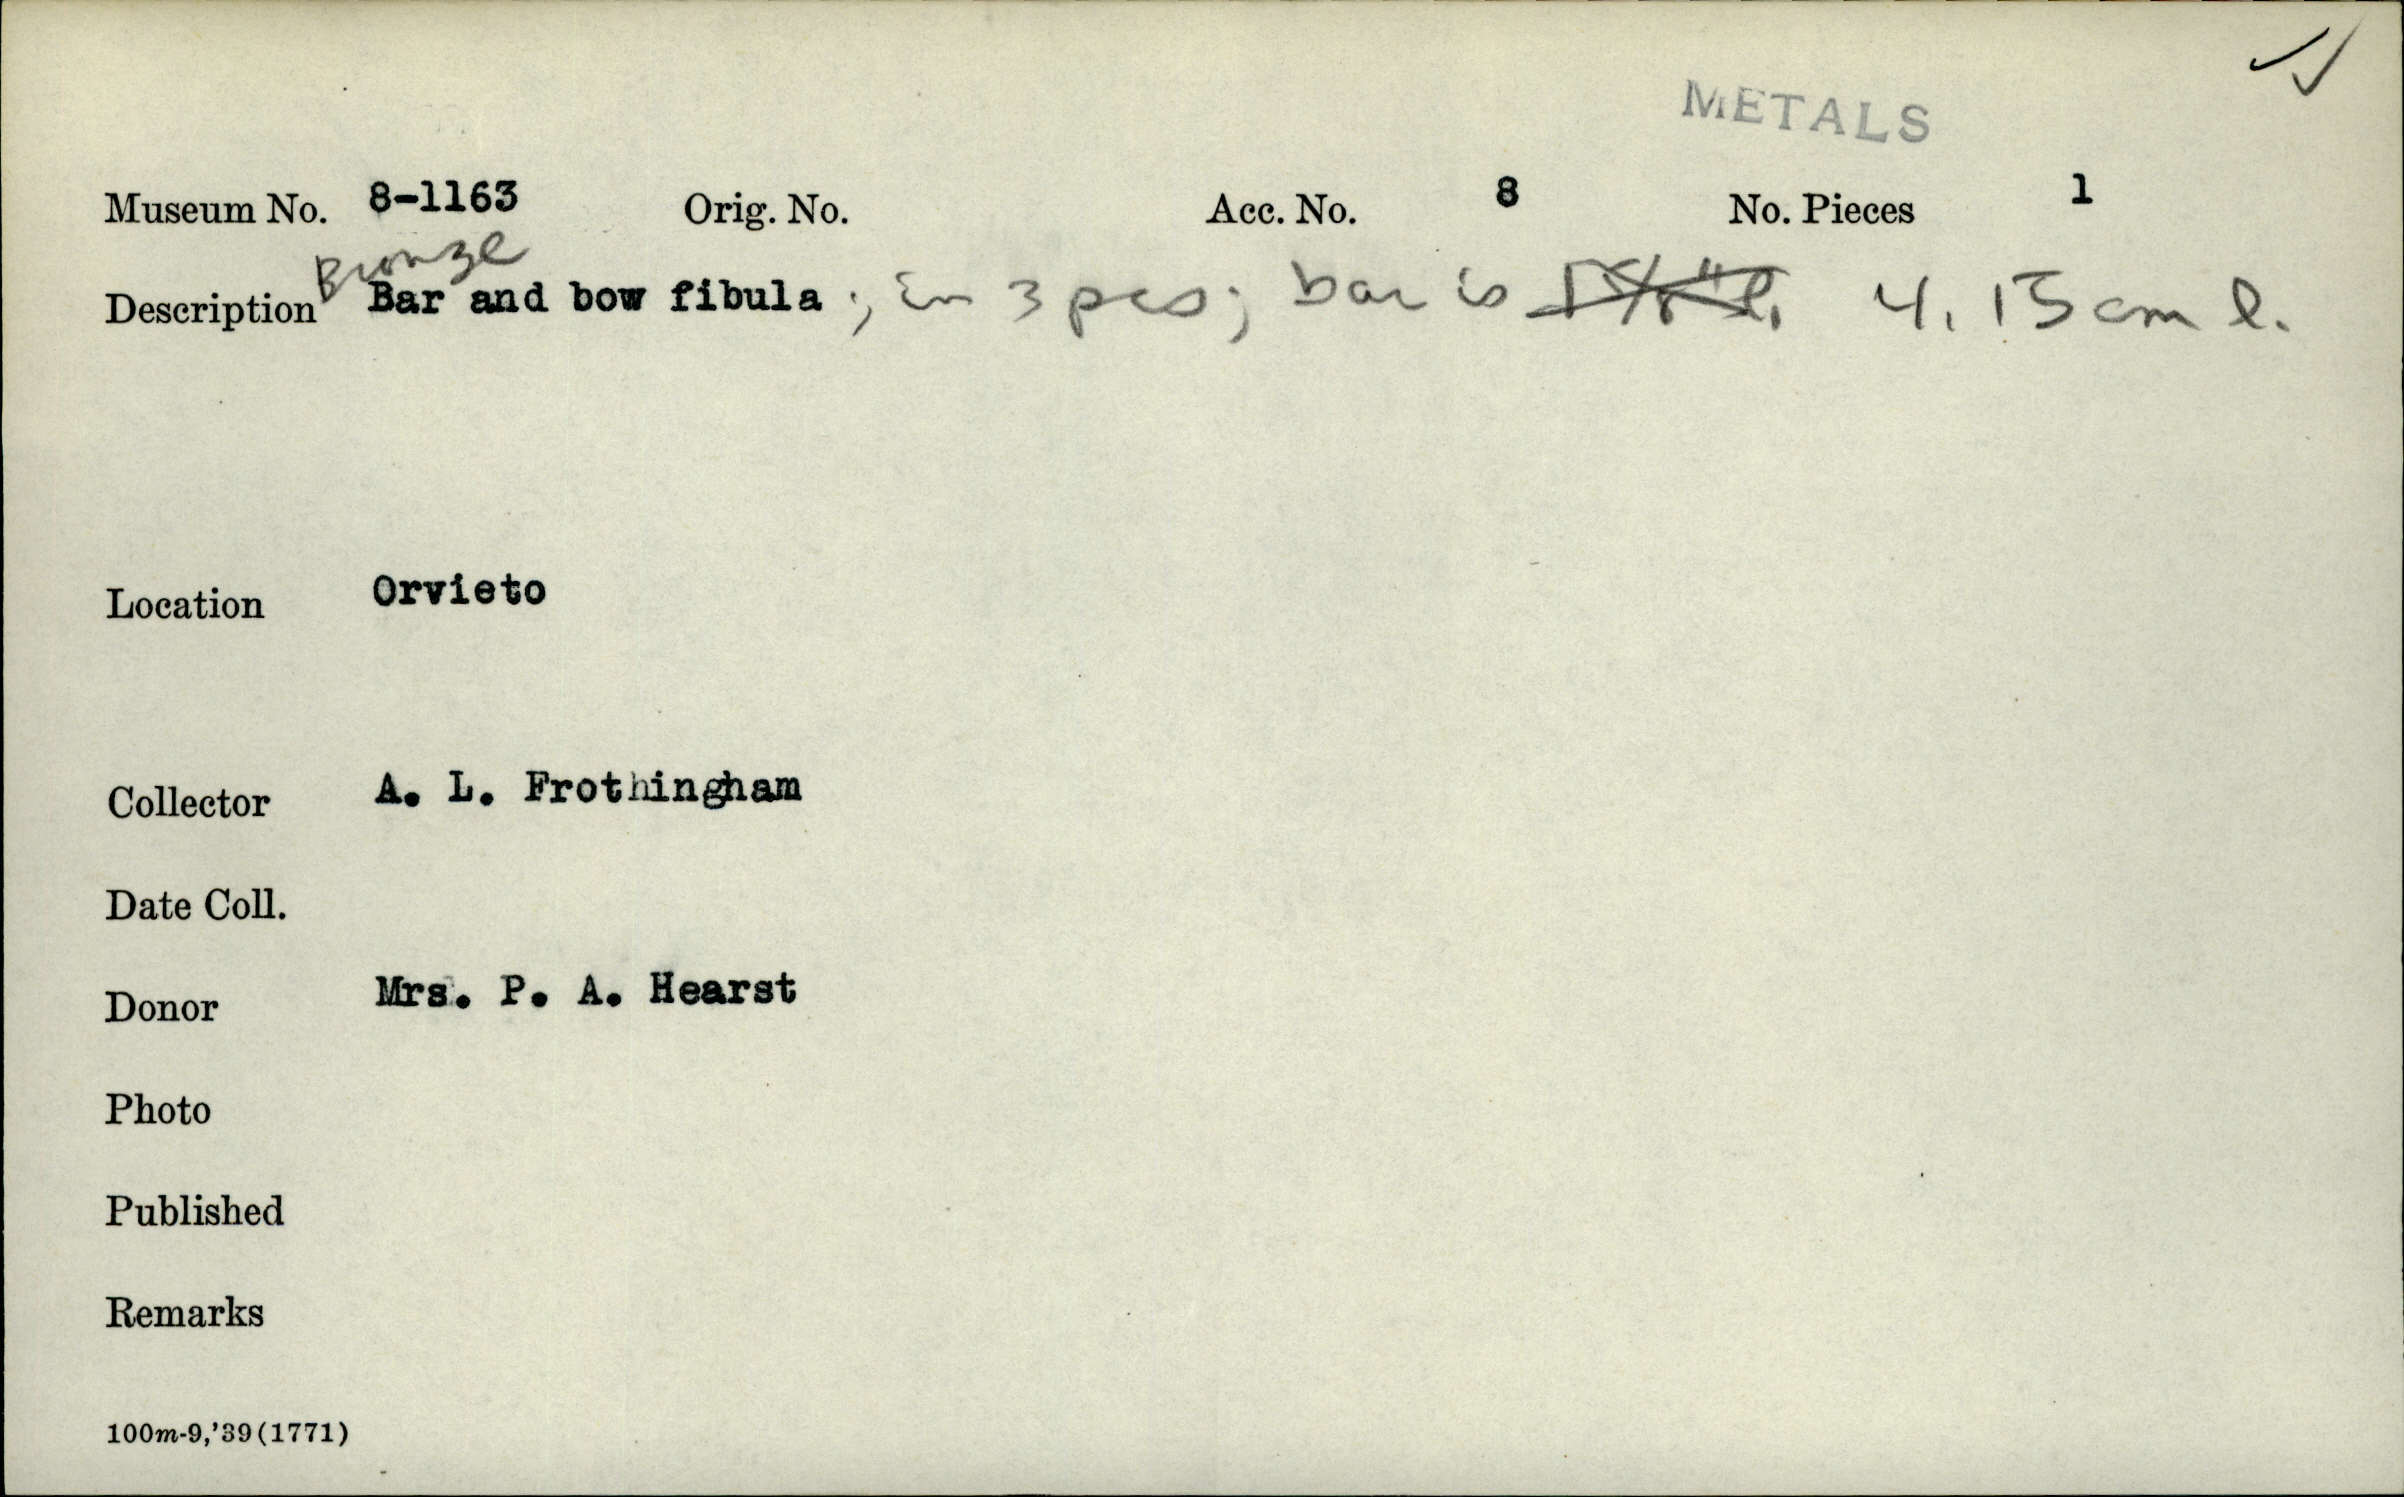 METALS
Museum No. 8-1163 Orig. No. Acc. No. 8 No. Pieces 1
Bronze
Description Bar and bow fibula ; in 3 pcs; bar is 4.15 cm l.
Location Orvieto
Collector A. L. Frothingham
Date Coll.
Donor Mrs. P. A. Hearst
Photo
Published
Remarks
100m-9,'39(1771)